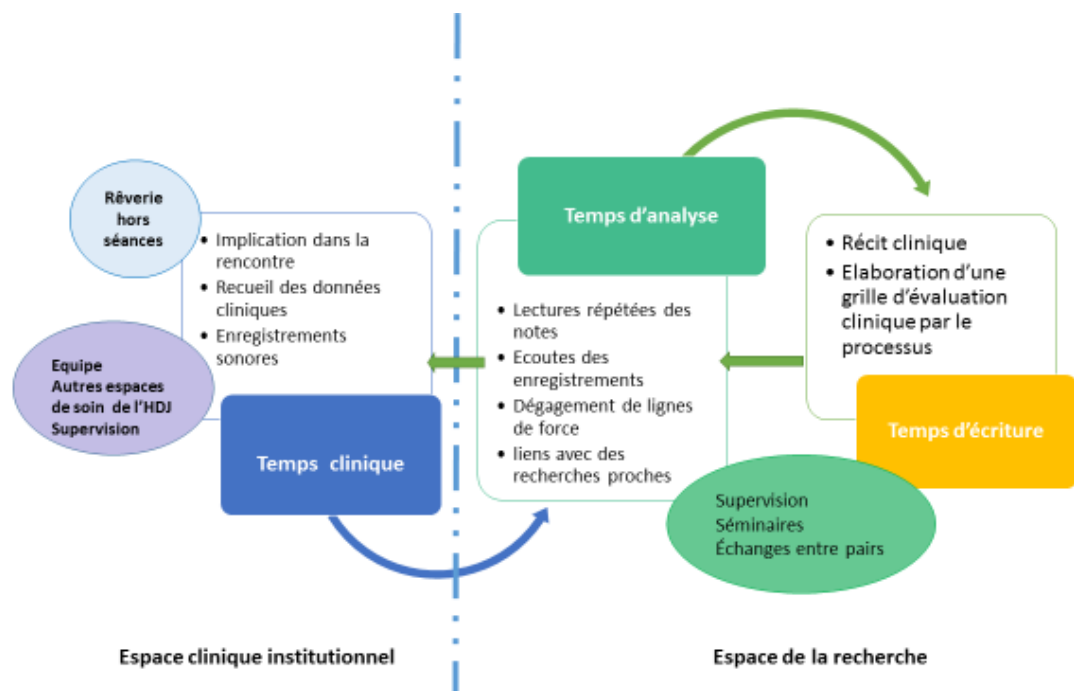 Rêverie
hors
séances
• Implication dans la
rencontre
• Recueil des données
cliniques
• Enregistrements
sonores
Equipe
Autres espaces
de soin de l'HDJ
Supervision
Temps clinique
Temps d'analyse
• Lectures répétées des
notes
• Ecoutes des
enregistrements
• Dégagement de lignes
de force
• liens avec des
recherches proches
• Récit clinique
• Elaboration d'une
grille d'évaluation
clinique par le
processus
Temps d'écriture
Supervision
Séminaires
Échanges entre pairs
Espace clinique institutionnel
Espace de la recherche